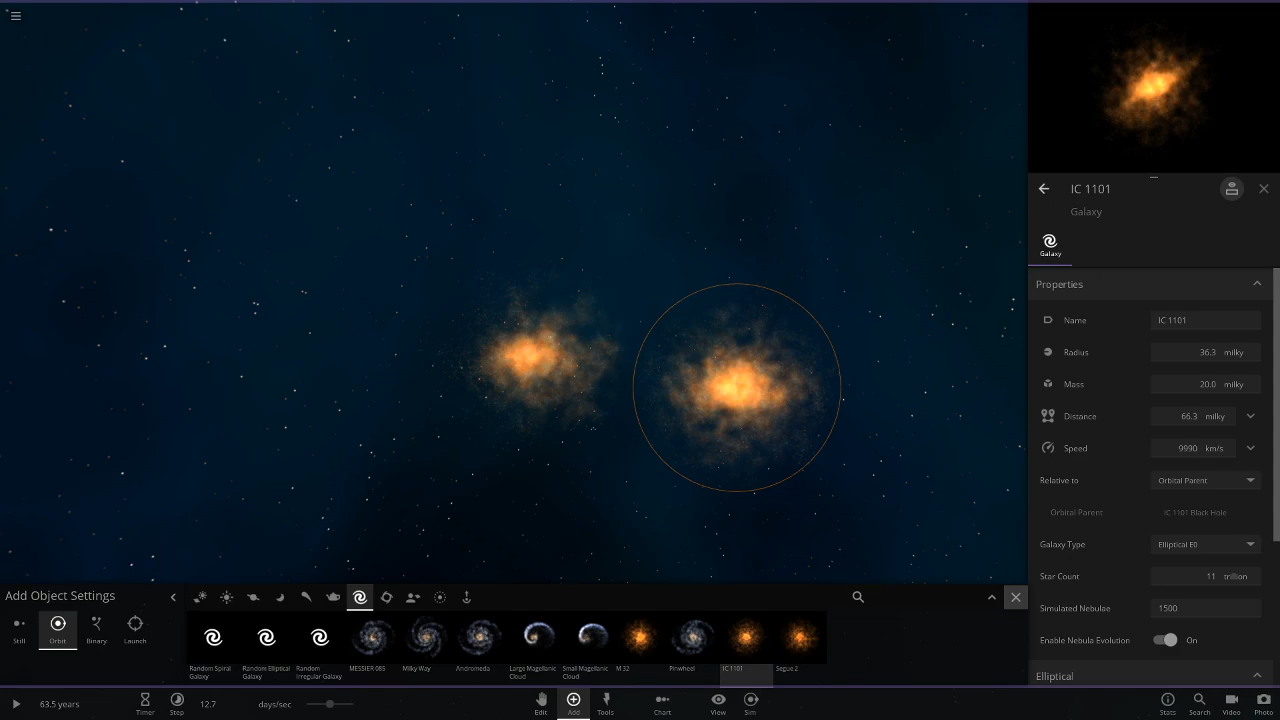 IC 1101
Galaxy
Galaxy
Properties
Name IC 1101
Radius 36.3 milky
Mass 20.0 milky
Distance 66.3 milky
Speed 9990 km/s
Relative to Orbital Parent
Orbital Parent IC 1101 Black Hole
Galaxy Type Elliptical E0
Star Count 11 trillion
Simulated Nebulae 1500
Enable Nebula Evolution On
Elliptical
Add Object Settings
Still Orbit Binary Launch
Random Spiral Galaxy
Random Elliptical Galaxy
Random Irregular Galaxy
MESSIER 085
Milky Way
Andromeda
Large Magellanic Cloud
Small Magellanic Cloud
M 32
Pinwheel
IC 1101
Segue 2
63.5 years Timer Step 12.7 days/sec Edit Add Tools Chart View Sim Stats Search Video Photo